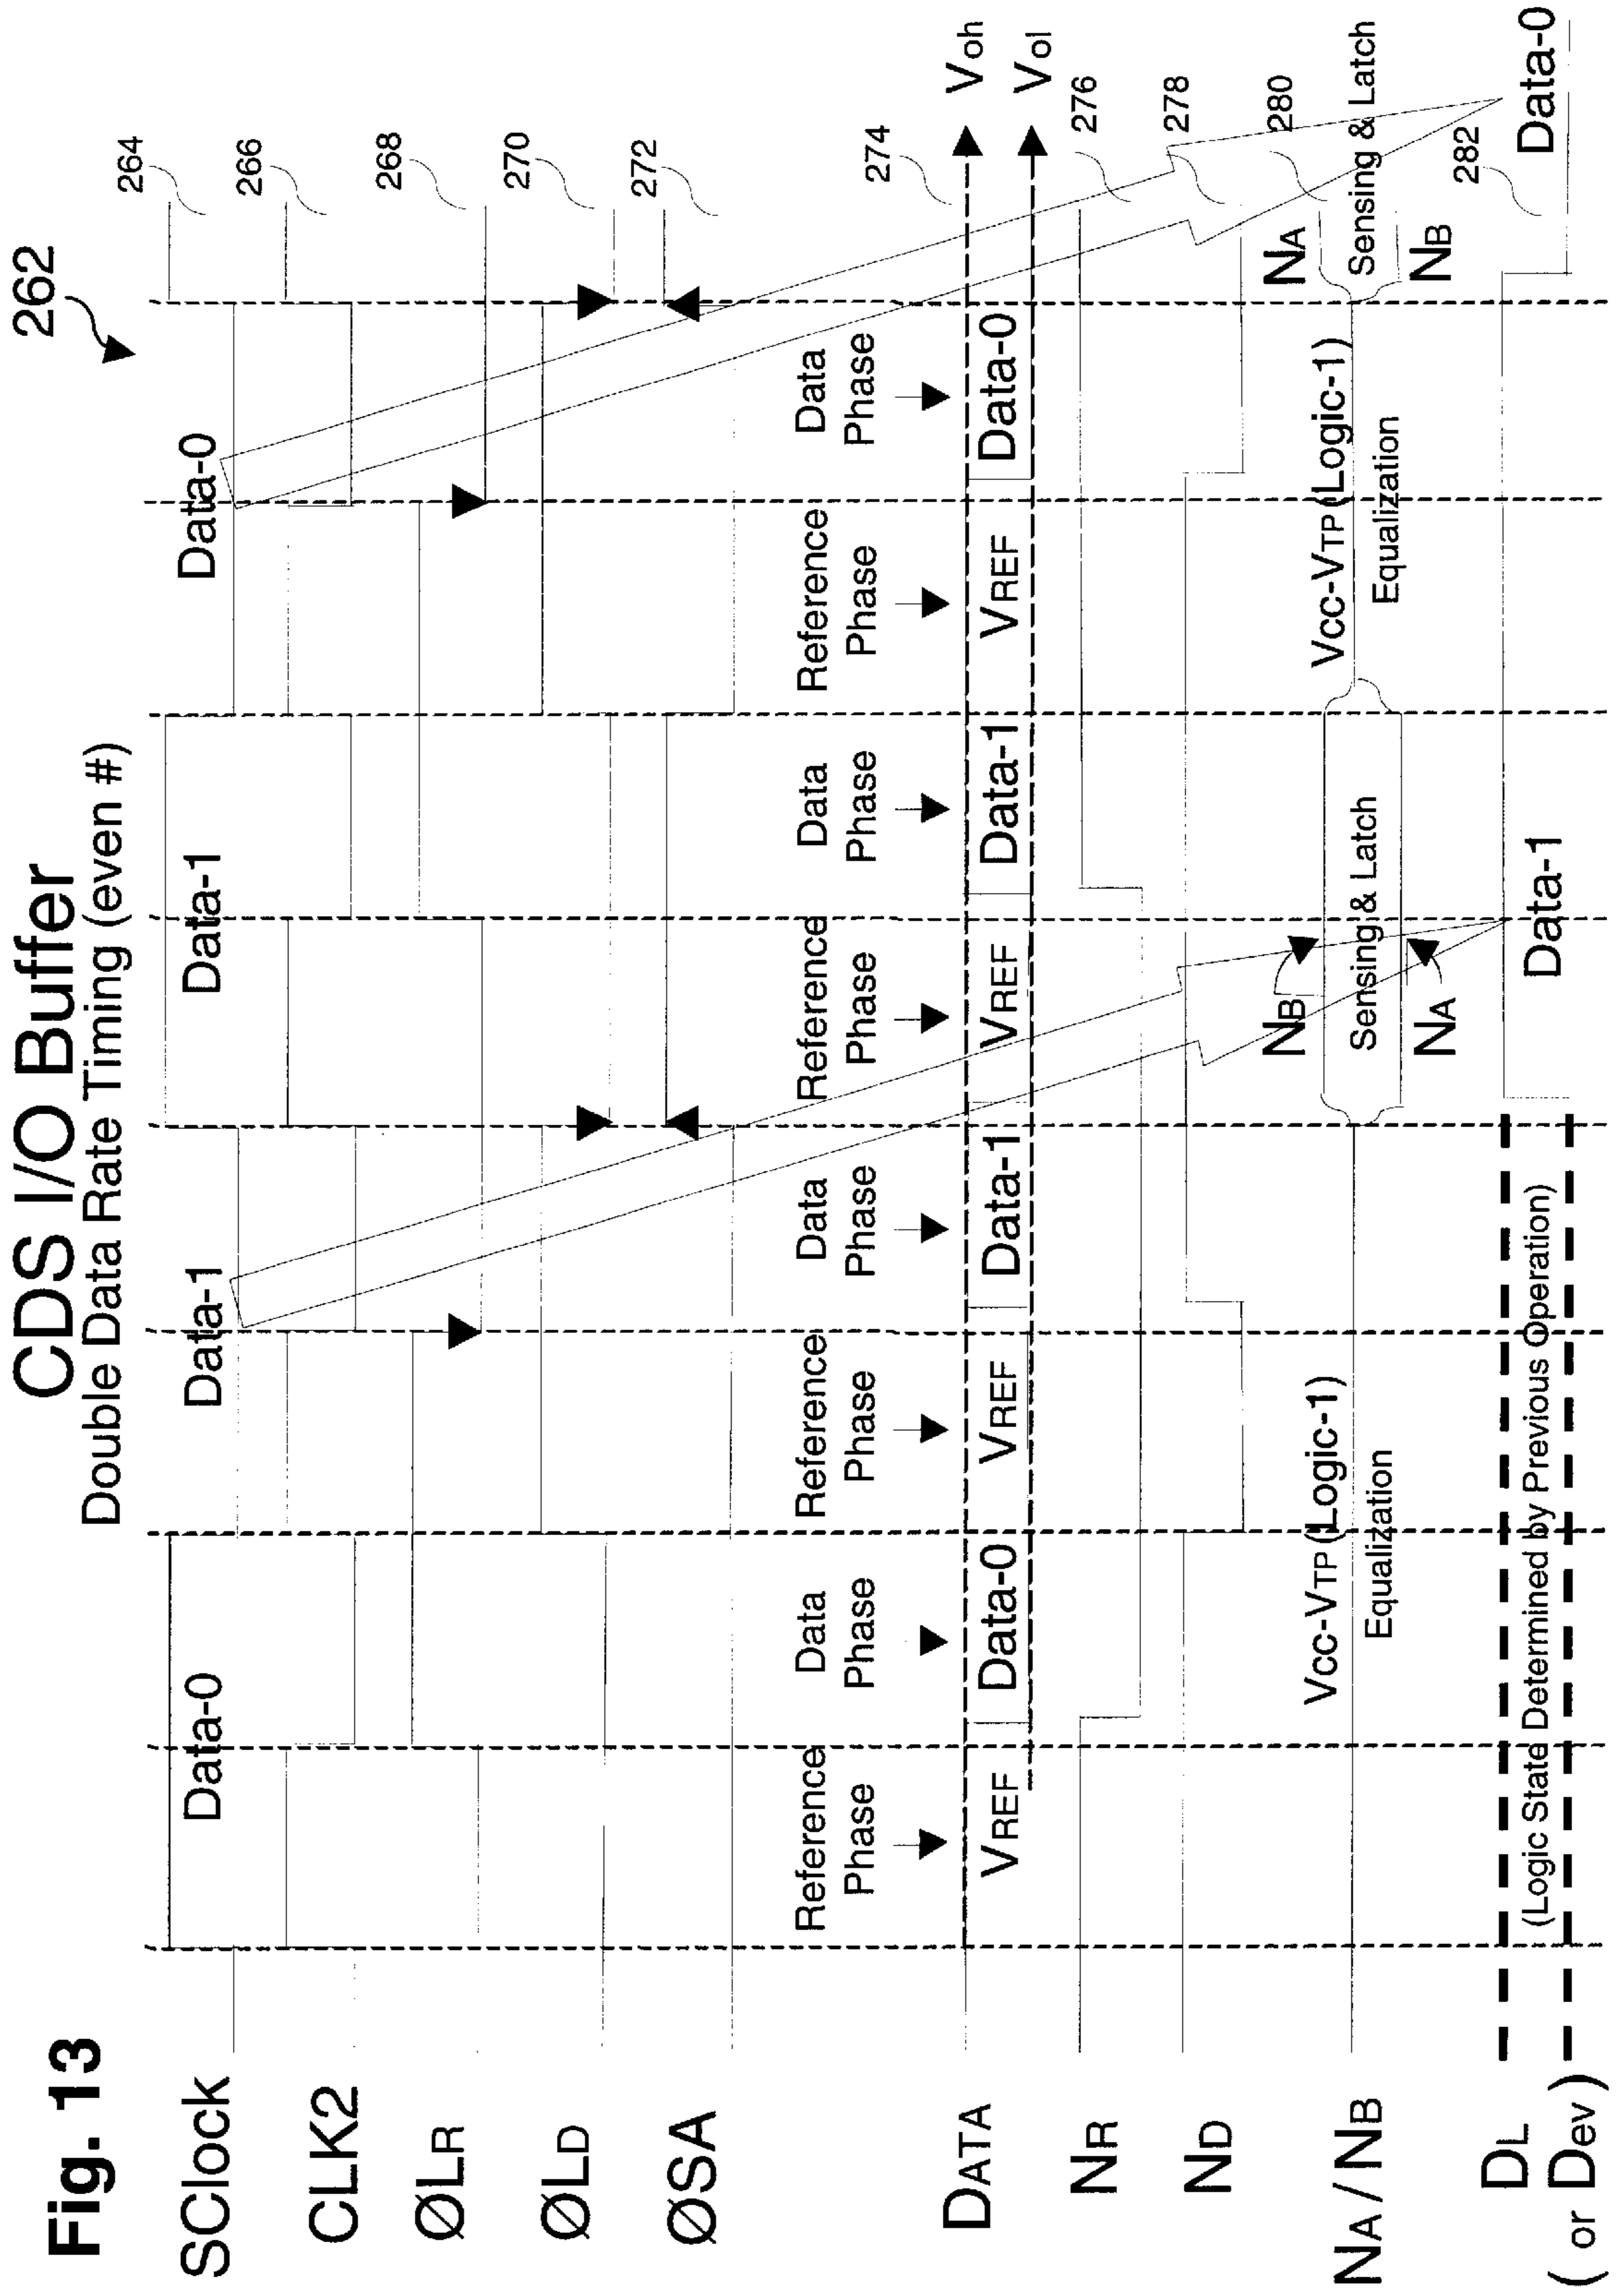 Fig. 13
CDS I/O Buffer
Double Data Rate Timing (even #)
262
SClock
Data-0
Data-1
Data-1
Data-0
264
CLK2
266
ØLR
268
ØLD
270
ØSA
272
Reference Phase
Data Phase
Reference Phase
Data Phase
Reference Phase
Data Phase
Reference Phase
Data Phase
274
DATA
VREF
Data-0
VREF
Data-1
VREF
Data-1
VREF
Data-0
Voh
Vol
NR
276
ND
278
NA / NB
Vcc-VTP (Logic-1)
Equalization
NB
Sensing & Latch
NA
Vcc-VTP (Logic-1)
Equalization
NA
Sensing & Latch
NB
280
DL
( or Dev )
(Logic State Determined by Previous Operation)
Data-1
282
Data-0